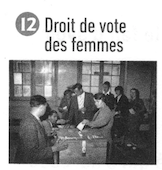 12 Droit de vote
des femmes